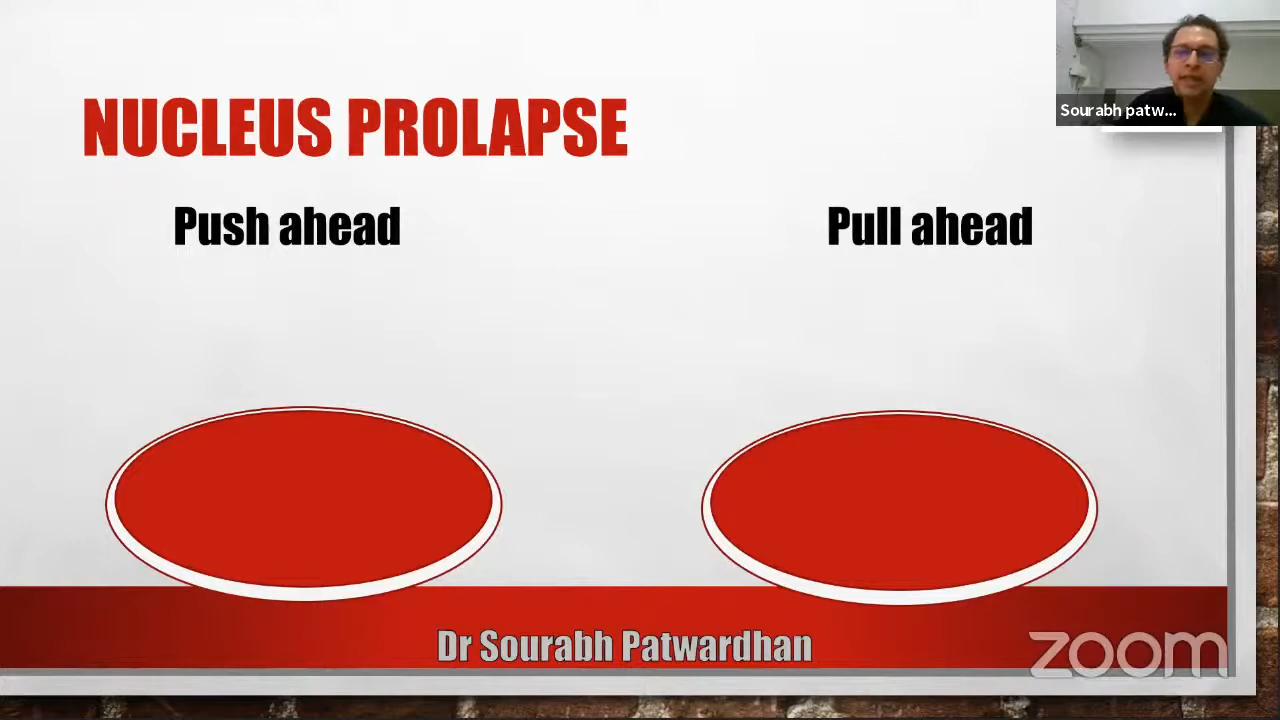 Sourabh patw...
NUCLEUS PROLAPSE
Push ahead
Pull ahead
Dr Sourabh Patwardhan
zoom